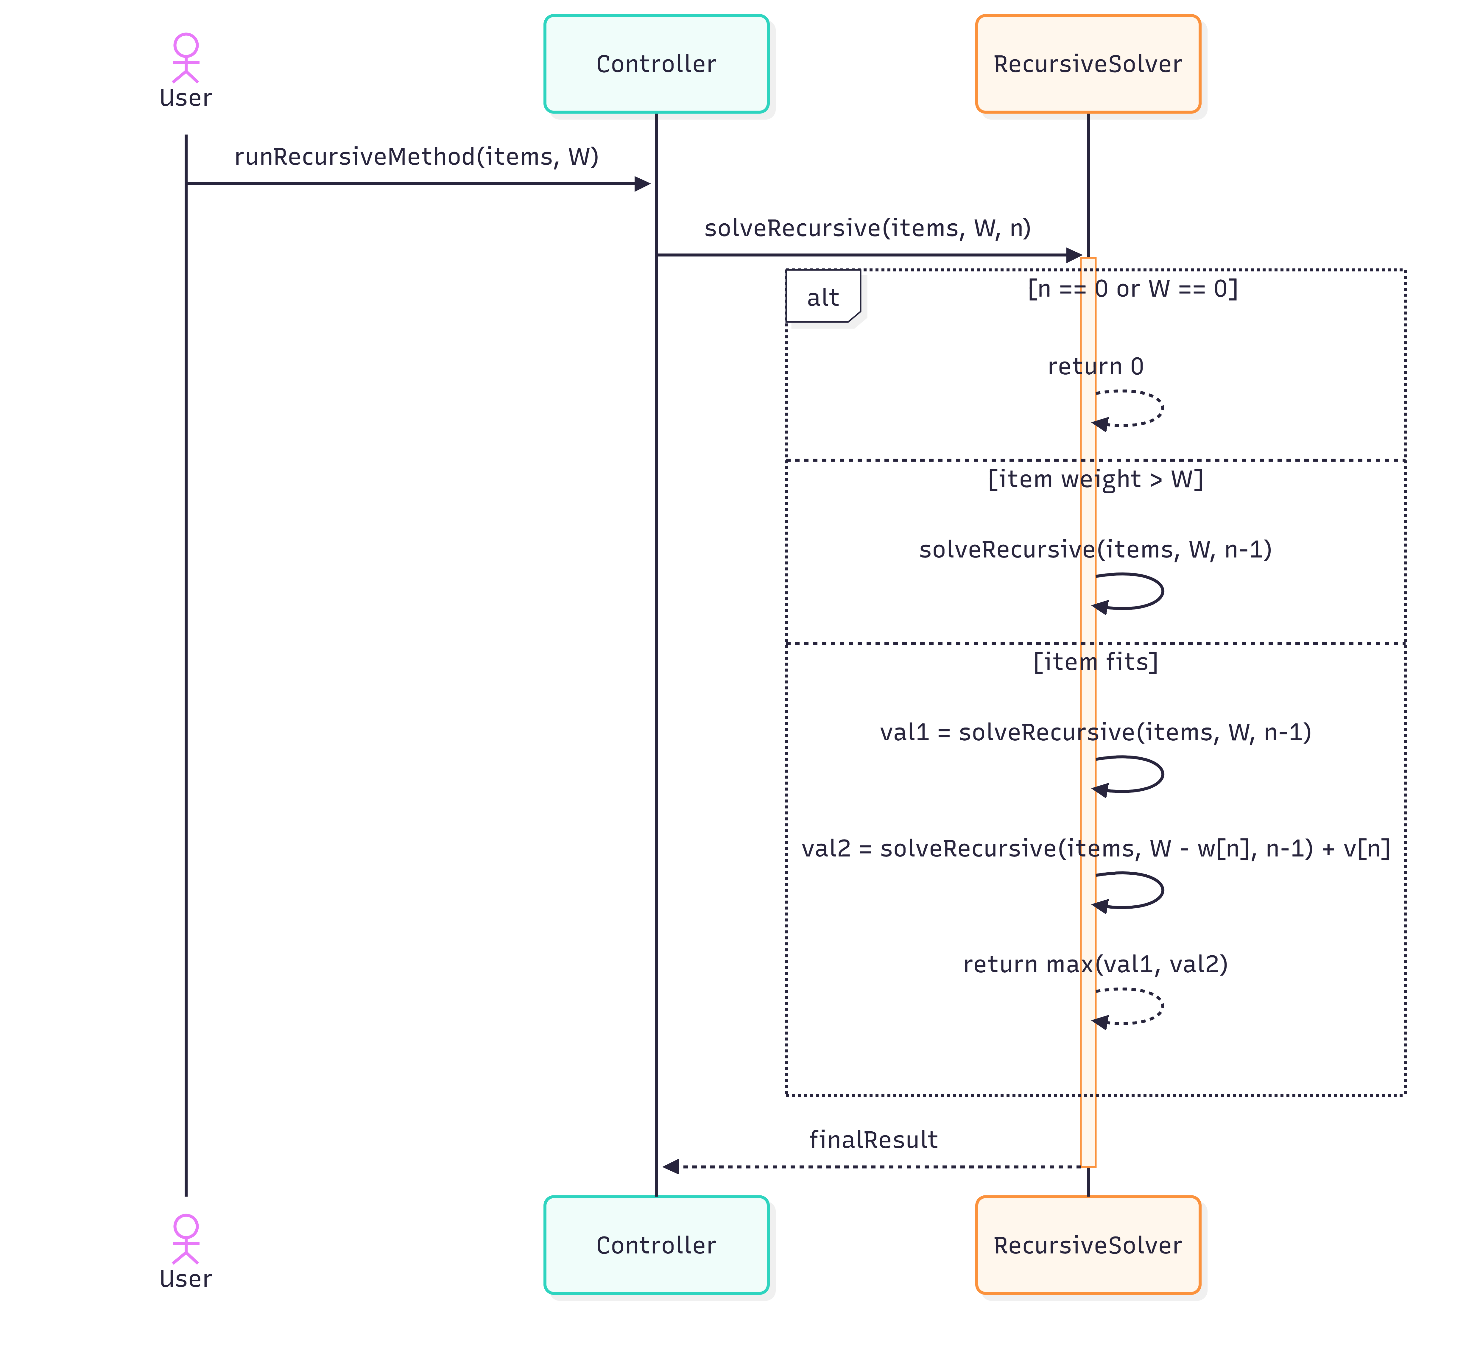 User
Controller
RecursiveSolver
runRecursiveMethod(items, W)
solveRecursive(items, W, n)
alt
[n == 0 or W == 0]
return 0
[item weight > W]
solveRecursive(items, W, n-1)
[item fits]
val1 = solveRecursive(items, W, n-1)
val2 = solveRecursive(items, W - w[n], n-1) + v[n]
return max(val1, val2)
finalResult
User
Controller
RecursiveSolver